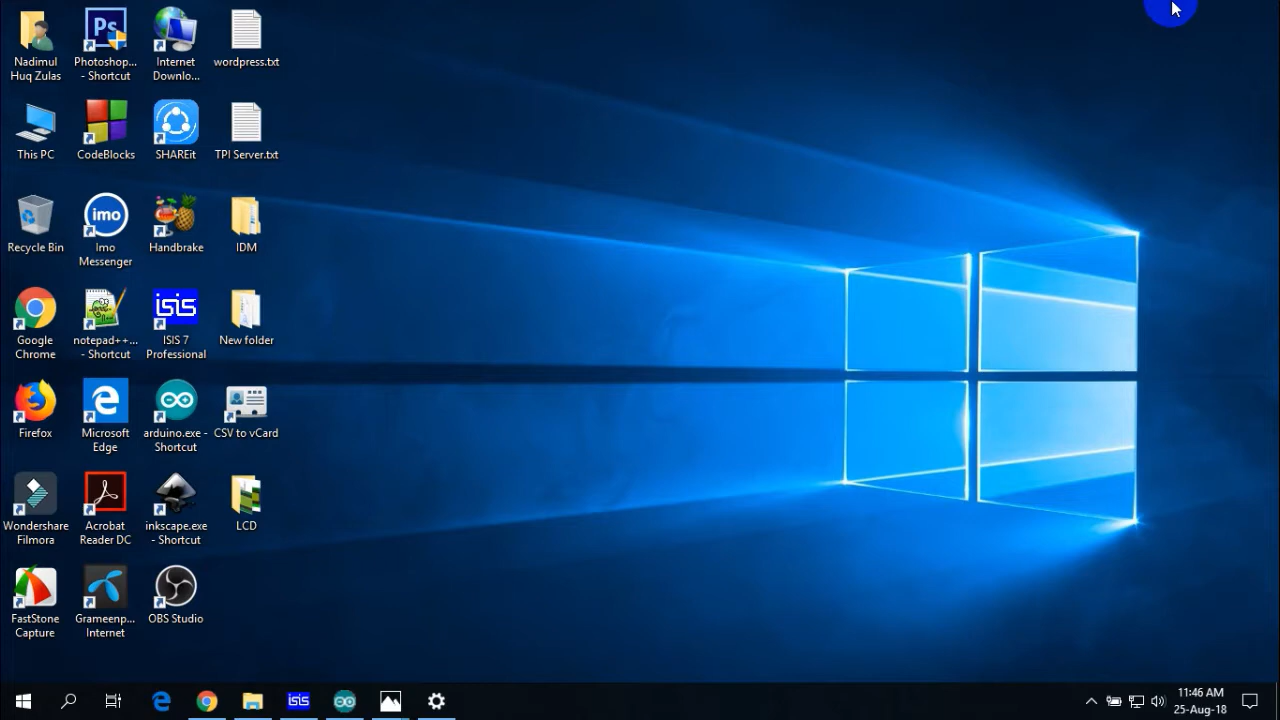 Nadimul
Huq Zulas
Photoshop...
- Shortcut
Internet
Downlo...
wordpress.txt
This PC
CodeBlocks
SHAREit
TPI Server.txt
Recycle Bin
imo
Imo
Messenger
Handbrake
IDM
Google
Chrome
notepad++...
- Shortcut
isis
ISIS 7
Professional
New folder
Firefox
Microsoft
Edge
arduino.exe -
Shortcut
CSV to vCard
Wondershare
Filmora
Acrobat
Reader DC
inkscape.exe
- Shortcut
LCD
FastStone
Capture
Grameenp...
Internet
OBS Studio
Ps
isis
11:46 AM
25-Aug-18